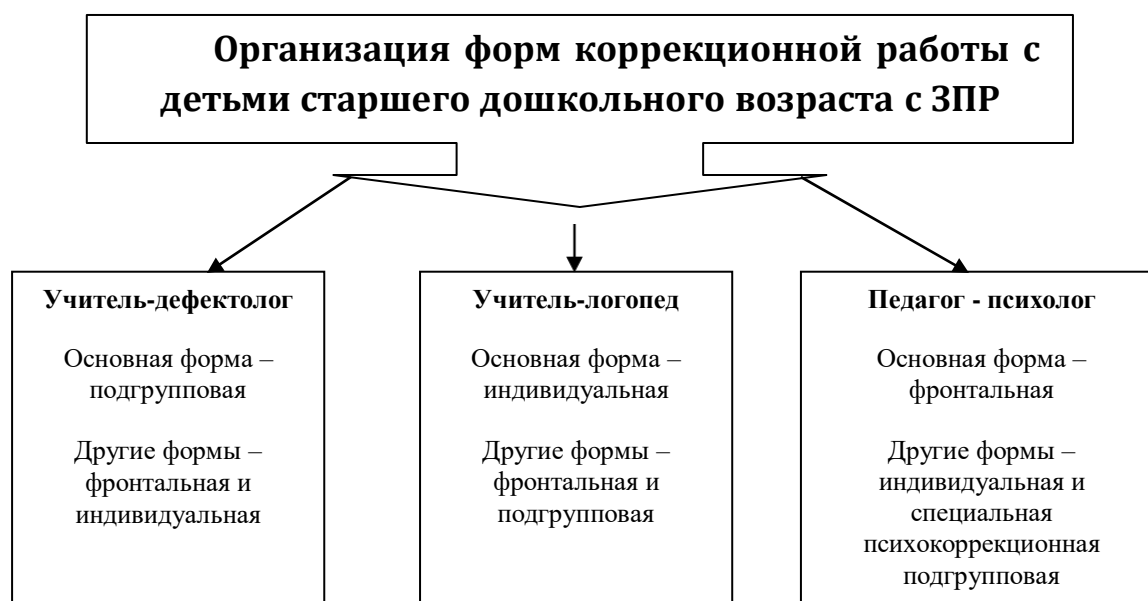 Организация форм коррекционной работы с
детьми старшего дошкольного возраста с ЗПР
Учитель-дефектолог
Основная форма –
подгрупповая
Другие формы –
фронтальная и
индивидуальная
Учитель-логопед
Основная форма –
индивидуальная
Другие формы –
фронтальная и
подгрупповая
Педагог - психолог
Основная форма –
фронтальная
Другие формы –
индивидуальная и
специальная
психокоррекционная
подгрупповая